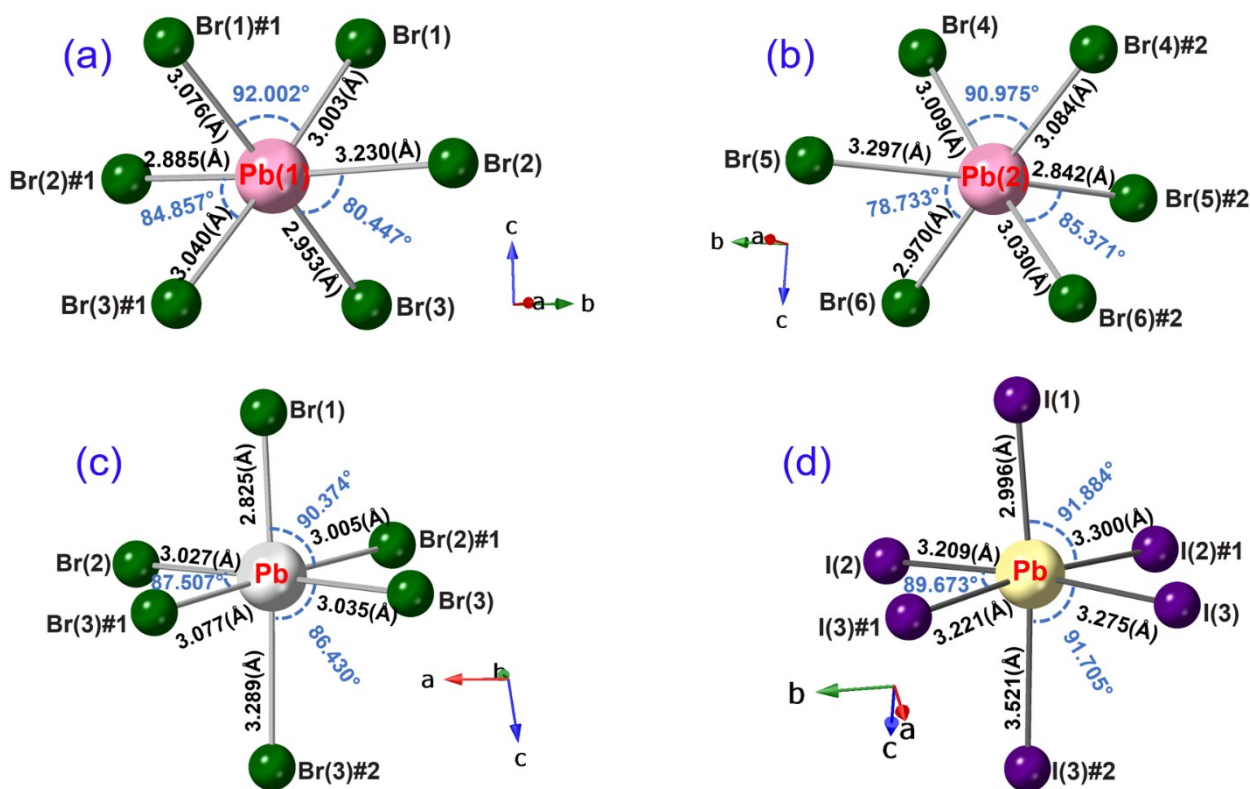 (a)
Br(1)#1
Br(1)
3.076(Å)
92.002°
3.003(Å)
Br(2)#1
2.885(Å)
Pb(1)
3.230(Å)
Br(2)
84.857°
80.447°
3.040(Å)
2.953(Å)
Br(3)#1
Br(3)
c
a
b
(b)
Br(4)
Br(4)#2
3.009(Å)
90.975°
3.084(Å)
Br(5)
3.297(Å)
Pb(2)
2.842(Å)
Br(5)#2
78.733°
85.371°
2.970(Å)
3.030(Å)
Br(6)
Br(6)#2
a
b
c
(c)
Br(1)
2.825(Å)
90.374°
3.005(Å)
Br(2)
3.027(Å)
Pb
Br(2)#1
87.507°
Br(3)#1
3.077(Å)
3.035(Å)
Br(3)
86.430°
3.289(Å)
Br(3)#2
a
b
c
(d)
I(1)
2.996(Å)
91.884°
3.300(Å)
I(2)
3.209(Å)
Pb
I(2)#1
89.673°
I(3)#1
3.221(Å)
3.275(Å)
I(3)
91.705°
3.521(Å)
I(3)#2
b
a
c